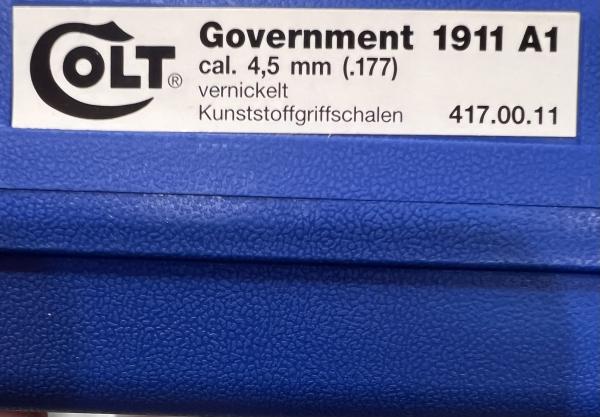 COLT®
Government 1911 A1
cal. 4,5 mm (.177)
vernickelt
Kunststoffgriffschalen 417.00.11